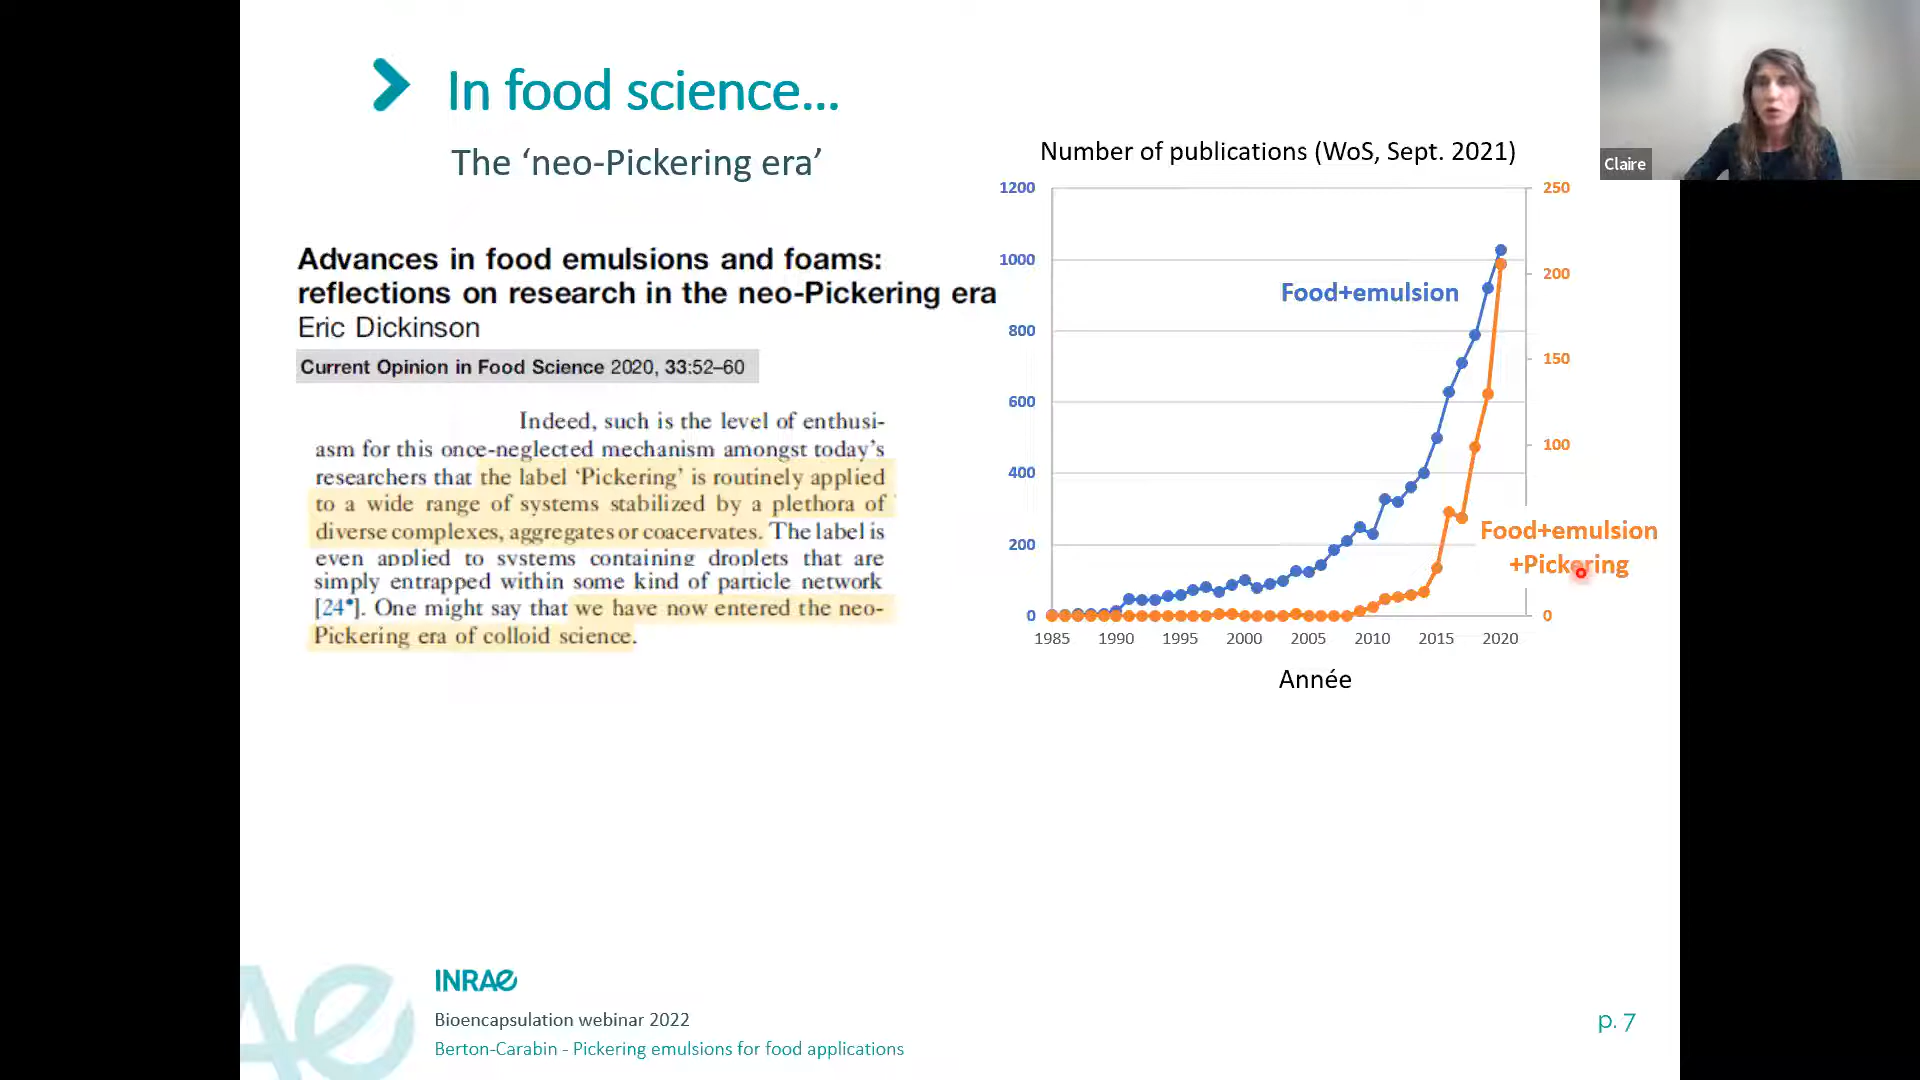 In food science...
The ‘neo-Pickering era’
Advances in food emulsions and foams:
reflections on research in the neo-Pickering era
Eric Dickinson
Current Opinion in Food Science 2020, 33:52–60
Indeed, such is the level of enthusi-
asm for this once-neglected mechanism amongst today’s
researchers that the label ‘Pickering’ is routinely applied
to a wide range of systems stabilized by a plethora of
diverse complexes, aggregates or coacervates. The label is
even applied to systems containing droplets that are
simply entrapped within some kind of particle network
[24•]. One might say that we have now entered the neo-
Pickering era of colloid science.
Number of publications (WoS, Sept. 2021)
1200
1000
800
600
400
200
0
250
200
150
100
0
Food+emulsion
Food+emulsion
+Pickering
1985 1990 1995 2000 2005 2010 2015 2020
Année
Claire
INRAE
Bioencapsulation webinar 2022
Berton-Carabin - Pickering emulsions for food applications
p. 7